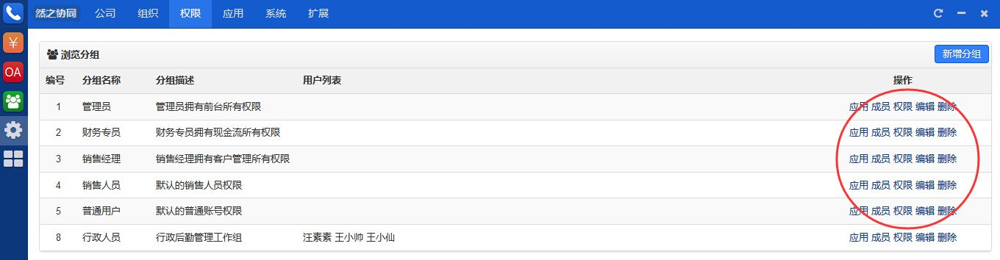 然之协同 公司 组织 权限 应用 系统 扩展
¥
OA
浏览分组 新增分组
编号 分组名称 分组描述 用户列表 操作
1 管理员 管理员拥有前台所有权限 应用 成员 权限 编辑 删除
2 财务专员 财务专员拥有现金流所有权限 应用 成员 权限 编辑 删除
3 销售经理 销售经理拥有客户管理所有权限 应用 成员 权限 编辑 删除
4 销售人员 默认的销售人员权限 应用 成员 权限 编辑 删除
5 普通用户 默认的普通账号权限 应用 成员 权限 编辑 删除
8 行政人员 行政后勤管理工作组 汪素素 王小帅 王小仙 应用 成员 权限 编辑 删除